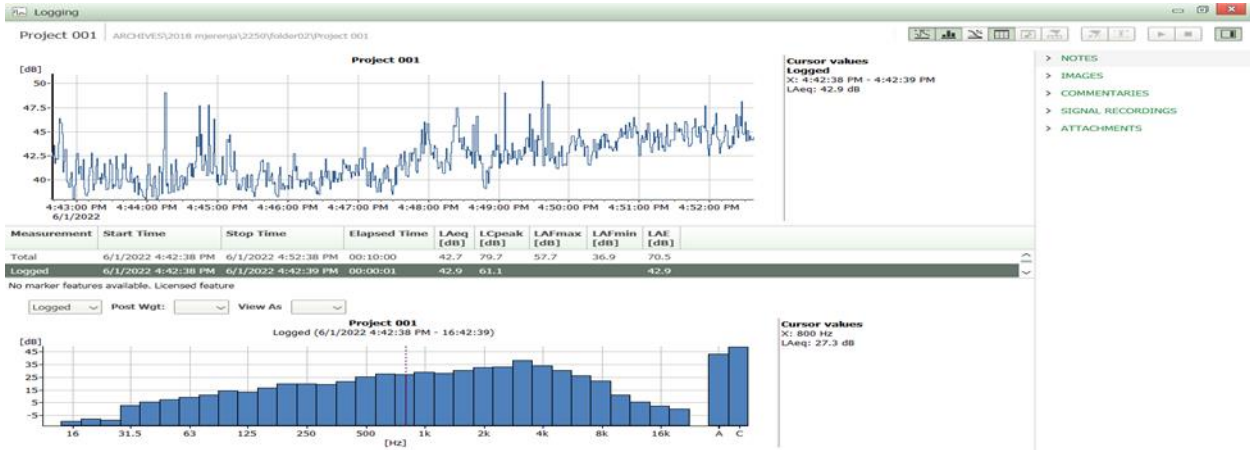 Logging
Project 001 ARCHIVES\2018 mjerenja\2250\folder02\Project 001
Project 001
[dB]
50
47.5
45
42.5
40
4:43:00 PM 4:44:00 PM 4:45:00 PM 4:46:00 PM 4:47:00 PM 4:48:00 PM 4:49:00 PM 4:50:00 PM 4:51:00 PM 4:52:00 PM
6/1/2022
Cursor values
Logged
X: 4:42:38 PM - 4:42:39 PM
LAeq: 42.9 dB
> NOTES
> IMAGES
> COMMENTARIES
> SIGNAL RECORDINGS
> ATTACHMENTS
Measurement Start Time Stop Time Elapsed Time LAeq [dB] LCpeak [dB] LAFmax [dB] LAFmin [dB] LAE [dB]
Total 6/1/2022 4:42:38 PM 6/1/2022 4:52:38 PM 00:10:00 42.7 79.7 57.7 36.9 70.5
Logged 6/1/2022 4:42:38 PM 6/1/2022 4:42:39 PM 00:00:01 42.9 61.1 42.9
No marker features available. Licensed feature
Logged Post Wgt: View As
Project 001
Logged (6/1/2022 4:42:38 PM - 16:42:39)
[dB]
45
35
25
15
5
-5
16 31.5 63 125 250 500 1k 2k 4k 8k 16k A C
[Hz]
Cursor values
X: 800 Hz
LAeq: 27.3 dB